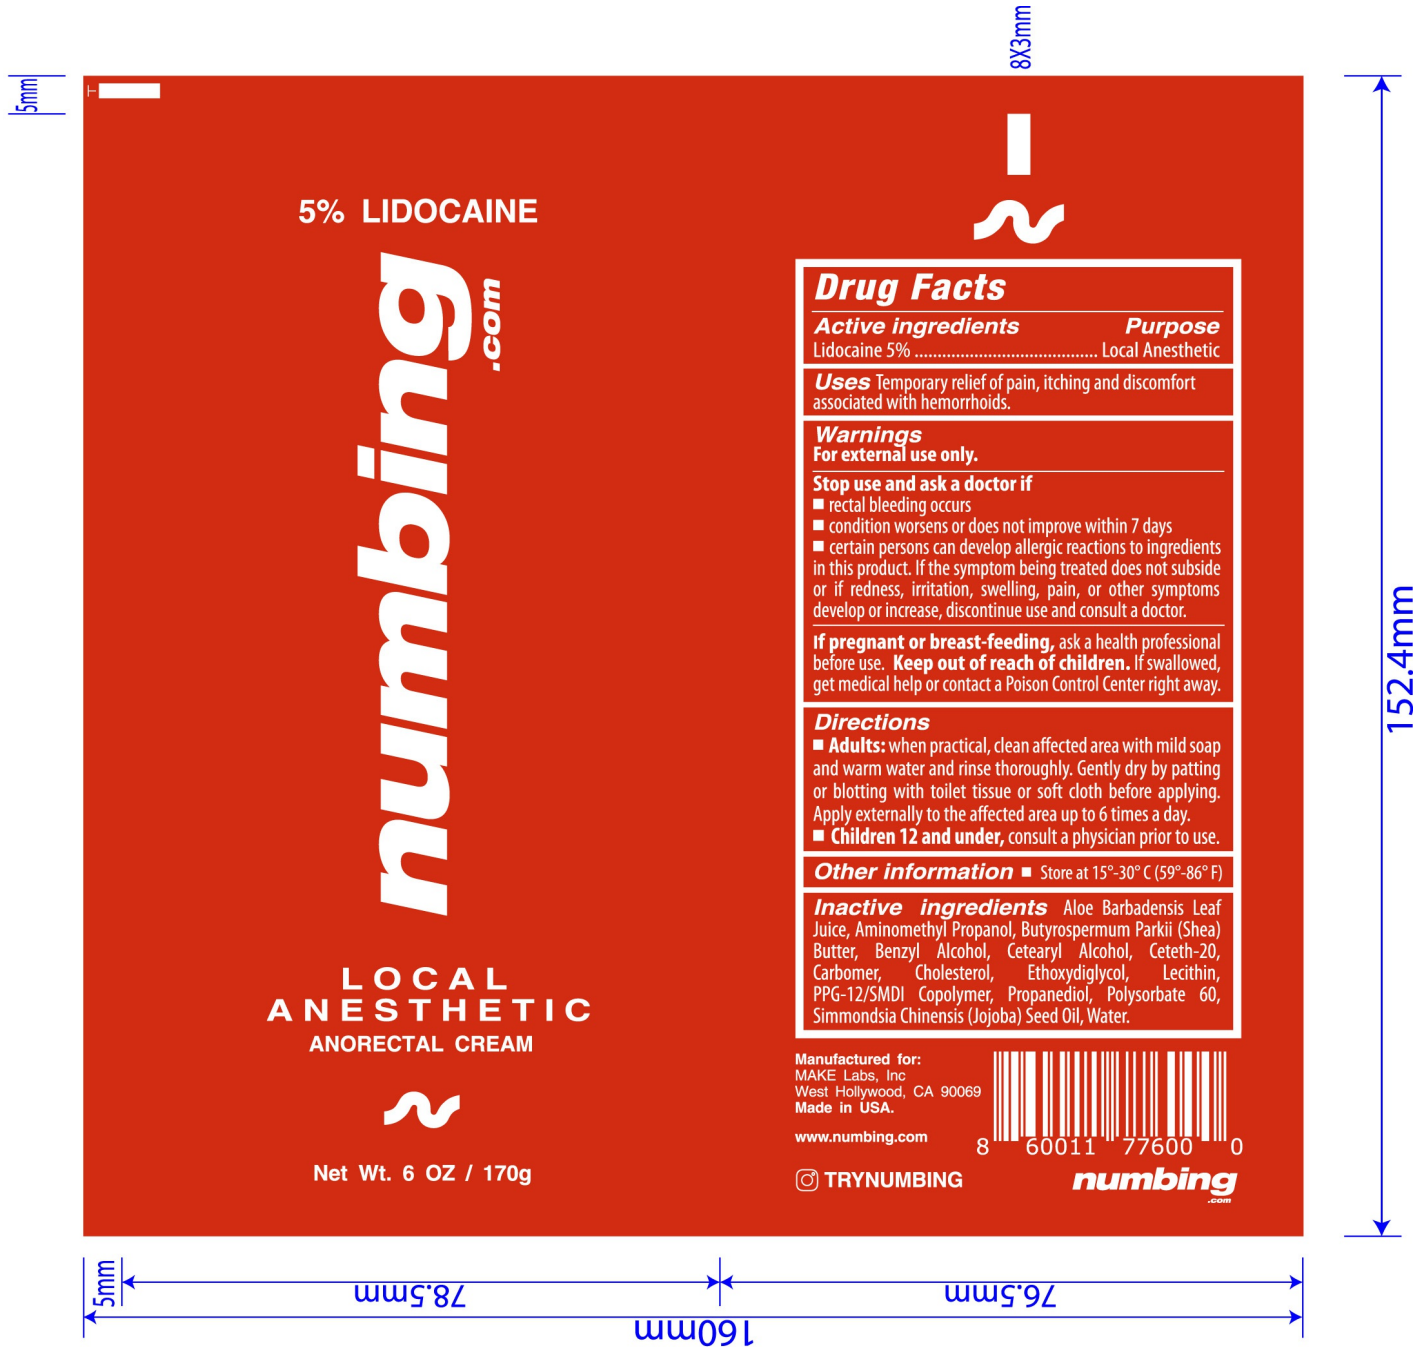 8X3mm
5mm
T
5% LIDOCAINE
numbing
.com
LOCAL
ANESTHETIC
ANORECTAL CREAM
Net Wt. 6 OZ / 170g
Drug Facts
Active ingredients Purpose
Lidocaine 5% ........................................ Local Anesthetic
Uses Temporary relief of pain, itching and discomfort
associated with hemorrhoids.
Warnings
For external use only.
Stop use and ask a doctor if
■ rectal bleeding occurs
■ condition worsens or does not improve within 7 days
■ certain persons can develop allergic reactions to ingredients
in this product. If the symptom being treated does not subside
or if redness, irritation, swelling, pain, or other symptoms
develop or increase, discontinue use and consult a doctor.
If pregnant or breast-feeding, ask a health professional
before use. Keep out of reach of children. If swallowed,
get medical help or contact a Poison Control Center right away.
Directions
■ Adults: when practical, clean affected area with mild soap
and warm water and rinse thoroughly. Gently dry by patting
or blotting with toilet tissue or soft cloth before applying.
Apply externally to the affected area up to 6 times a day.
■ Children 12 and under, consult a physician prior to use.
Other information ■ Store at 15°-30° C (59°-86° F)
Inactive ingredients Aloe Barbadensis Leaf
Juice, Aminomethyl Propanol, Butyrospermum Parkii (Shea)
Butter, Benzyl Alcohol, Cetearyl Alcohol, Ceteth-20,
Carbomer, Cholesterol, Ethoxydiglycol, Lecithin,
PPG-12/SMDI Copolymer, Propanediol, Polysorbate 60,
Simmondsia Chinensis (Jojoba) Seed Oil, Water.
Manufactured for:
MAKE Labs, Inc
West Hollywood, CA 90069
Made in USA.
www.numbing.com
8 60011 77600 0
TRYNUMBING
numbing
.com
152.4mm
5mm
78.5mm
76.5mm
160mm